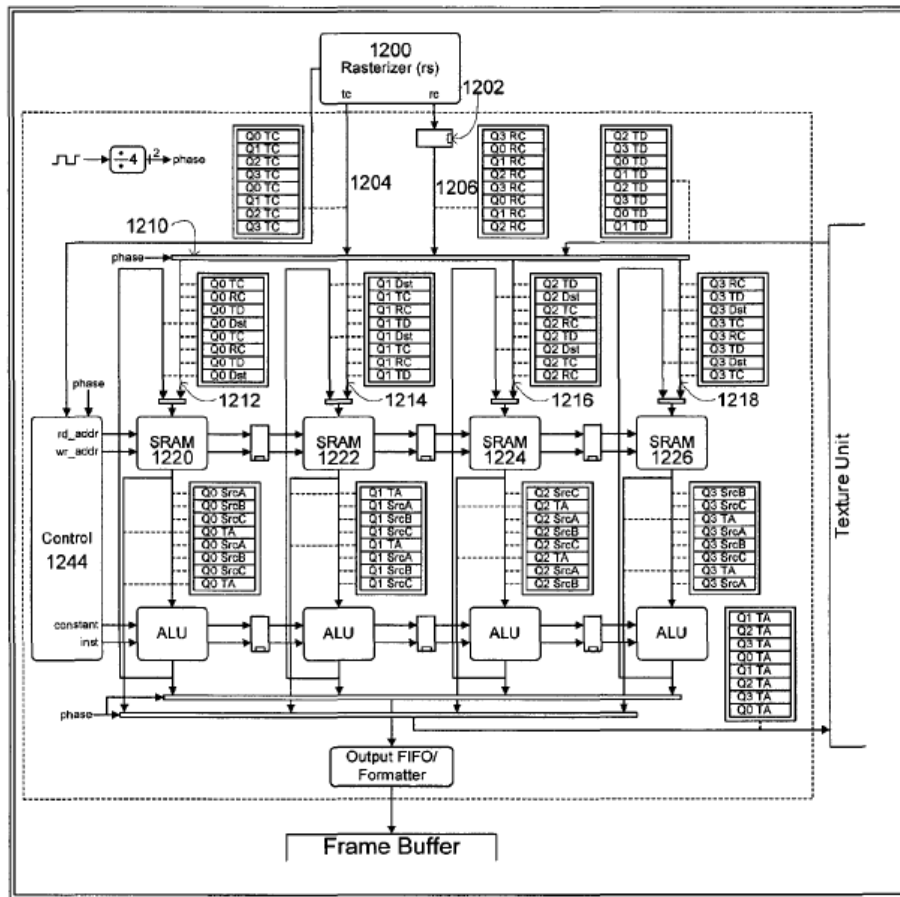 1200
Rasterizer (rs)
tc
rc
1202
÷4
2
phase
Q0 TC
Q1 TC
Q2 TC
Q3 TC
Q0 TC
Q1 TC
Q2 TC
Q3 TC
1204
1206
Q3 RC
Q0 RC
Q1 RC
Q2 RC
Q3 RC
Q0 RC
Q1 RC
Q2 RC
Q2 TD
Q3 TD
Q0 TD
Q1 TD
Q2 TD
Q3 TD
Q0 TD
Q1 TD
1210
phase
Q0 TC
Q0 RC
Q0 TD
Q0 Dst
Q0 TC
Q0 RC
Q0 TD
Q0 Dst
1212
Q1 Dst
Q1 TC
Q1 RC
Q1 TD
Q1 Dst
Q1 TC
Q1 RC
Q1 TD
1214
Q2 TD
Q2 Dst
Q2 TC
Q2 RC
Q2 TD
Q2 Dst
Q2 TC
Q2 RC
1216
Q3 RC
Q3 TD
Q3 Dst
Q3 TC
Q3 RC
Q3 TD
Q3 Dst
Q3 TC
1218
Texture Unit
phase
rd_addr
wr_addr
Control
1244
constant
inst
SRAM
1220
SRAM
1222
SRAM
1224
SRAM
1226
Q0 SrcA
Q0 SrcB
Q0 SrcC
Q0 TA
Q0 SrcA
Q0 SrcB
Q0 SrcC
Q0 TA
Q1 TA
Q1 SrcA
Q1 SrcB
Q1 SrcC
Q1 TA
Q1 SrcA
Q1 SrcB
Q1 SrcC
Q2 SrcC
Q2 TA
Q2 SrcA
Q2 SrcB
Q2 SrcC
Q2 TA
Q2 SrcA
Q2 SrcB
Q3 SrcB
Q3 SrcC
Q3 TA
Q3 SrcA
Q3 SrcB
Q3 SrcC
Q3 TA
Q3 SrcA
ALU
ALU
ALU
ALU
Q1 TA
Q2 TA
Q3 TA
Q0 TA
Q1 TA
Q2 TA
Q3 TA
Q0 TA
phase
Output FIFO/
Formatter
Frame Buffer